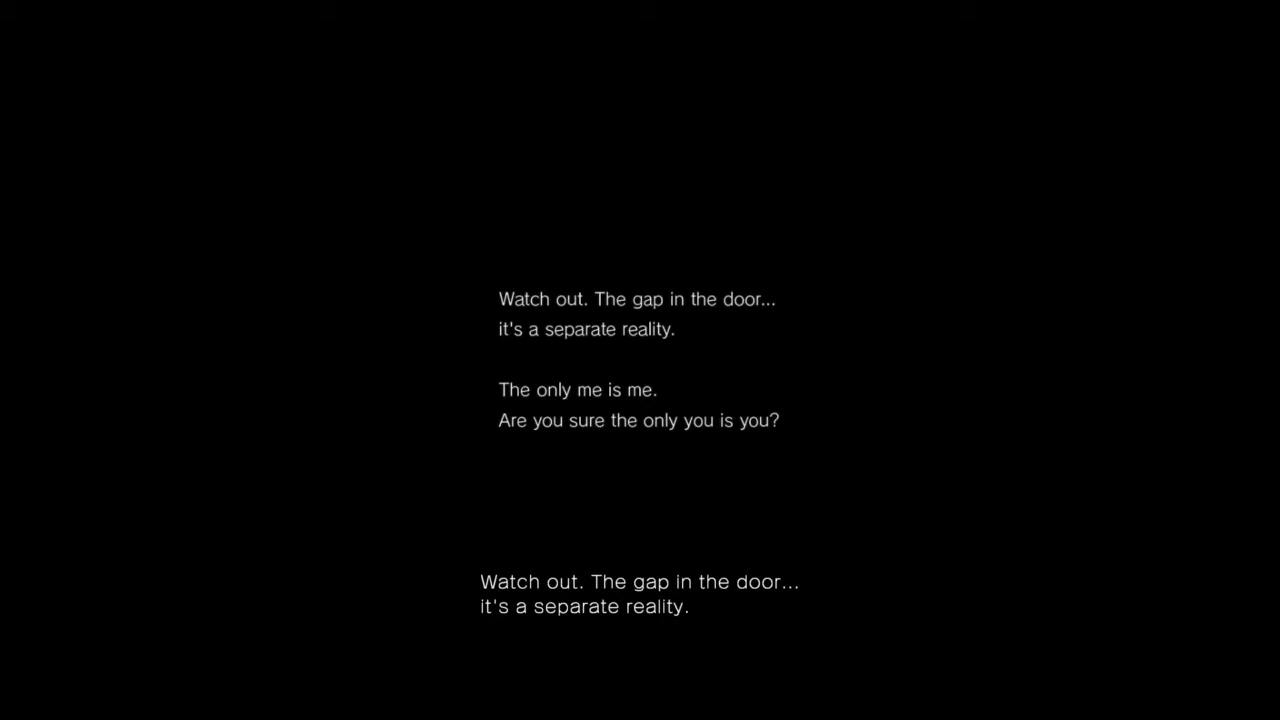 Watch out. The gap in the door...
it's a separate reality.
The only me is me.
Are you sure the only you is you?
Watch out. The gap in the door...
it's a separate reality.